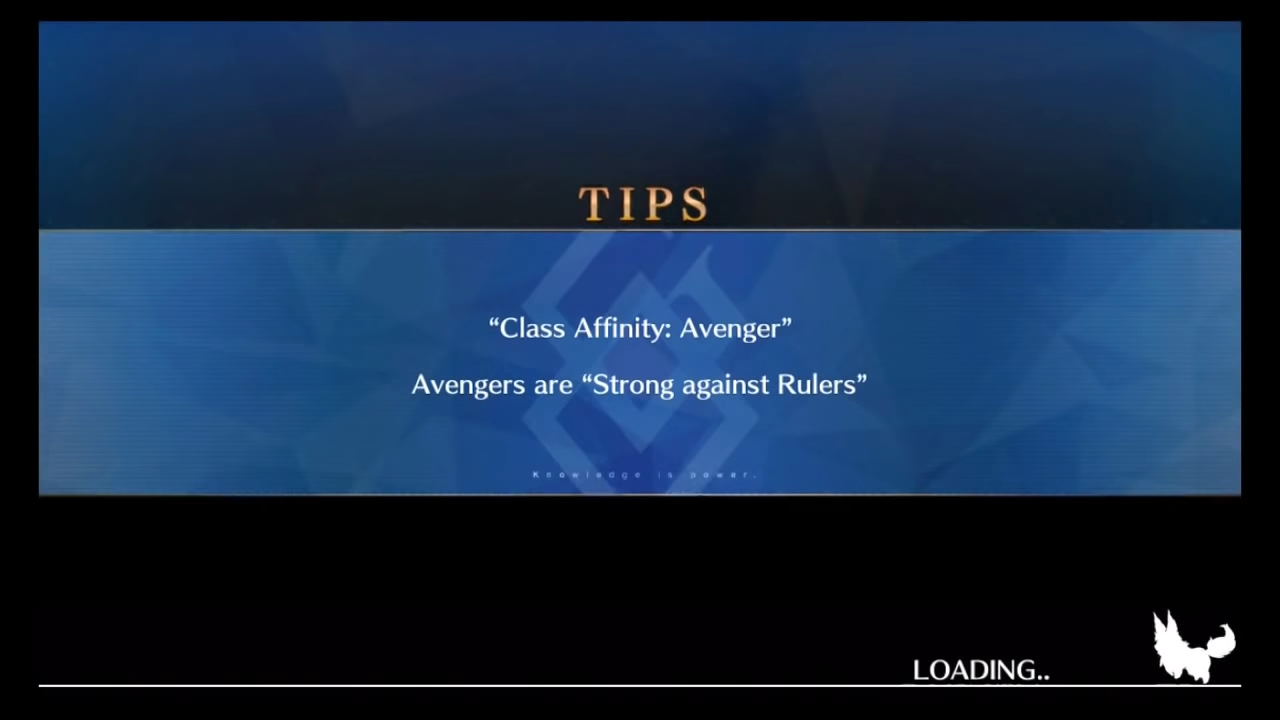 TIPS
“Class Affinity: Avenger”
Avengers are “Strong against Rulers”
Knowledge is power.
LOADING..